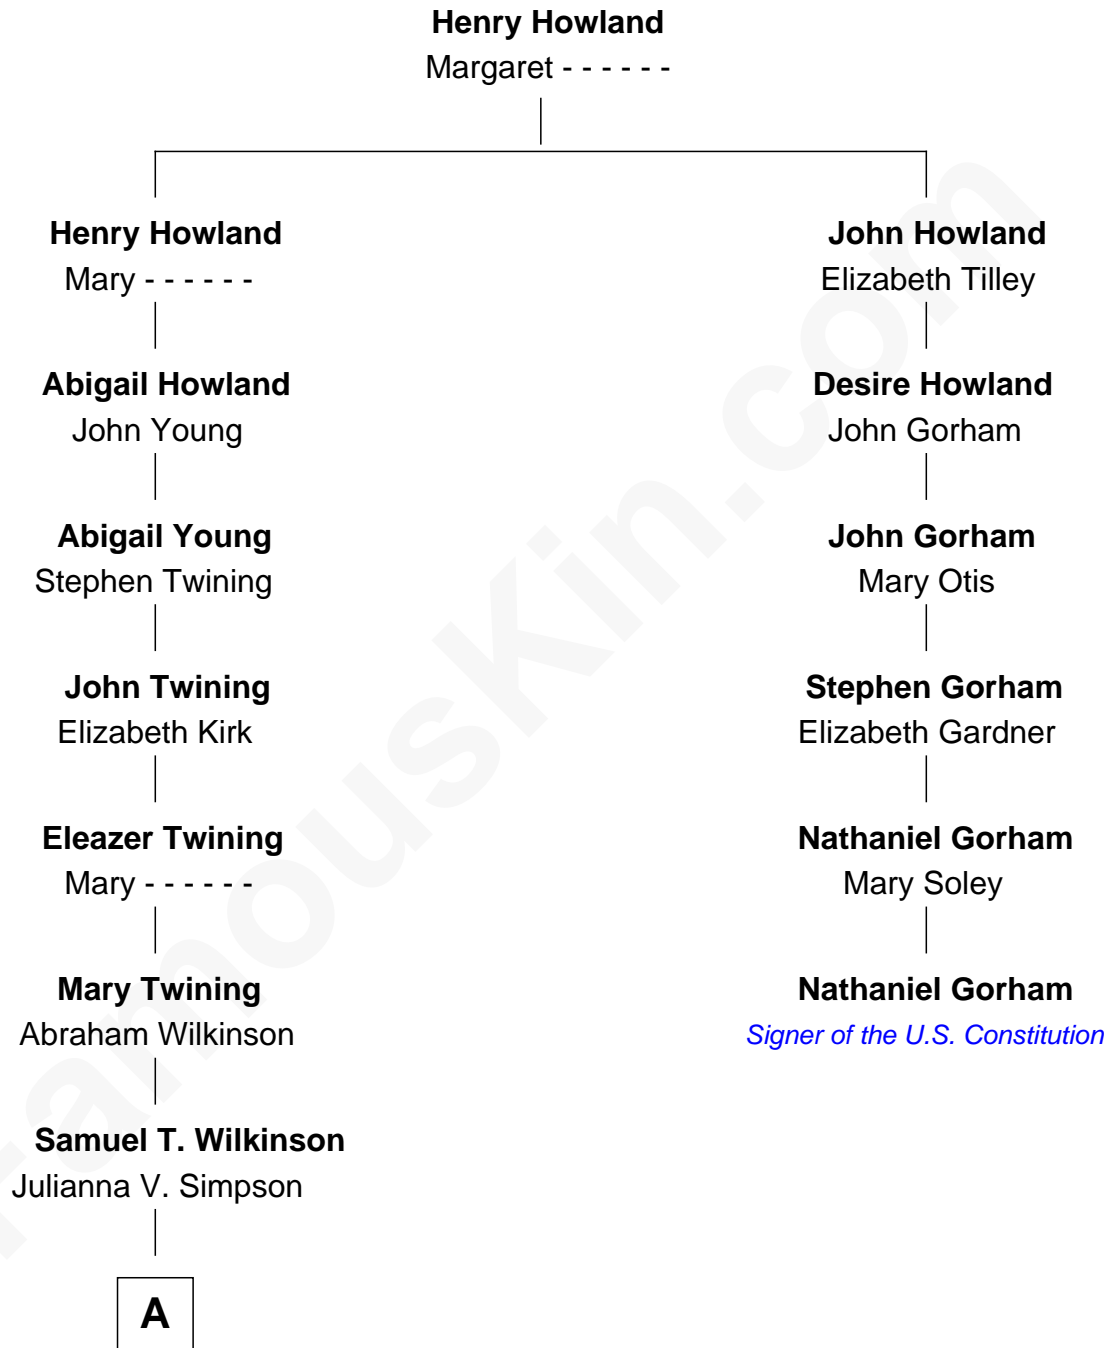 Henry Howland
Margaret - - - - - -
Henry Howland
Mary - - - - - -
John Howland
Elizabeth Tilley
Abigail Howland
John Young
Desire Howland
John Gorham
Abigail Young
Stephen Twining
John Gorham
Mary Otis
John Twining
Elizabeth Kirk
Stephen Gorham
Elizabeth Gardner
Eleazer Twining
Mary - - - - - -
Nathaniel Gorham
Mary Soley
Mary Twining
Abraham Wilkinson
Nathaniel Gorham
Signer of the U.S. Constitution
Samuel T. Wilkinson
Julianna V. Simpson
A
FamousKin.com